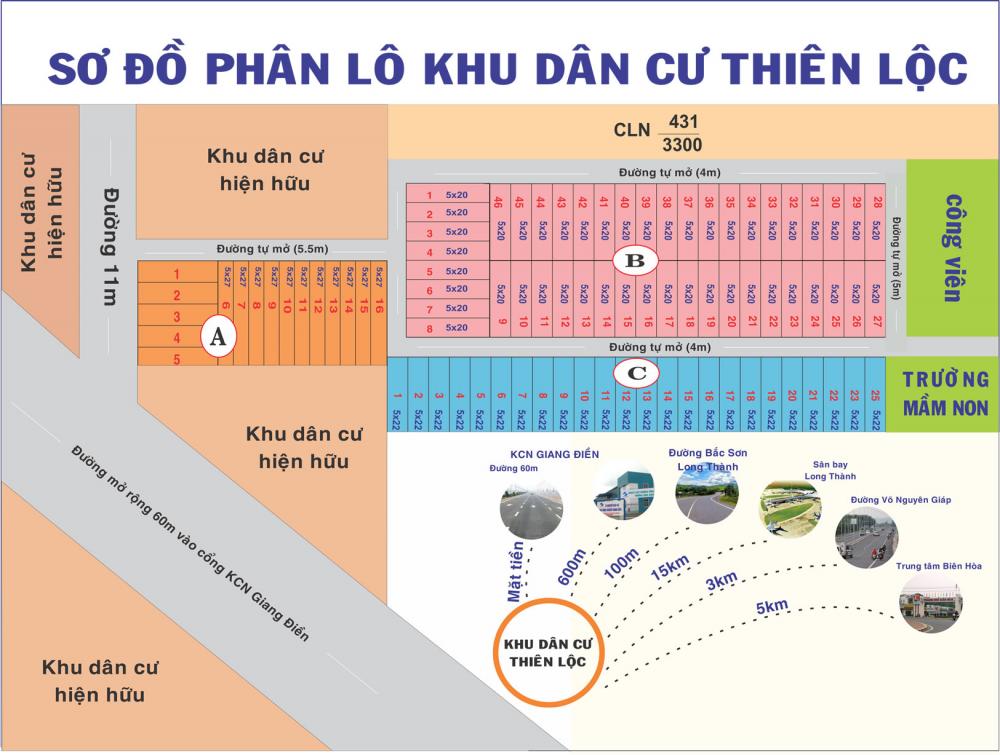 SƠ ĐỒ PHÂN LÔ KHU DÂN CƯ THIÊN LỘC
Khu dân cư
hiện hữu
Đường 11m
Khu dân cư
hiện hữu
CLN 431
3300
Đường tự mở (4m)
công viên
Đường tự mở (5m)
Đường tự mở (5.5m)
1
2
3
4
5
5x27 5x27 5x27 5x27 5x27 5x27 5x27 5x27 5x27 5x27 5x27
6 7 8 9 10 11 12 13 14 15 16
A
1 5x20
2 5x20
3 5x20
4 5x20
5 5x20
6 5x20
7 5x20
8 5x20
46 45 44 43 42 41 40 39 38 37 36 35 34 33 32 31 30 29 28
5x20 5x20 5x20 5x20 5x20 5x20 5x20 5x20 5x20 5x20 5x20 5x20 5x20 5x20 5x20 5x20 5x20 5x20 5x20
B
5x20 5x20 5x20 5x20 5x20 5x20 5x20 5x20 5x20 5x20 5x20 5x20 5x20 5x20 5x20 5x20 5x20 5x20 5x20
9 10 11 12 13 14 15 16 17 18 19 20 21 22 23 24 25 26 27
Đường tự mở (4m)
C
1 2 3 4 5 6 7 8 9 10 11 12 13 14 15 16 17 18 19 20 21 22 23 25
5x22 5x22 5x22 5x22 5x22 5x22 5x22 5x22 5x22 5x22 5x22 5x22 5x22 5x22 5x22 5x22 5x22 5x22 5x22 5x22 5x22 5x22 5x22 5x22
TRƯỜNG
MẦM NON
Khu dân cư
hiện hữu
Đường mở rộng 60m vào cổng KCN Giang Điền
Khu dân cư
hiện hữu
KCN GIANG ĐIỀN
Đường 60m
Đường Bắc Sơn
Long Thành
Sân bay
Long Thành
Đường Võ Nguyên Giáp
Trung tâm Biên Hòa
Mặt tiền
600m
100m
15km
3km
5km
KHU DÂN CƯ
THIÊN LỘC